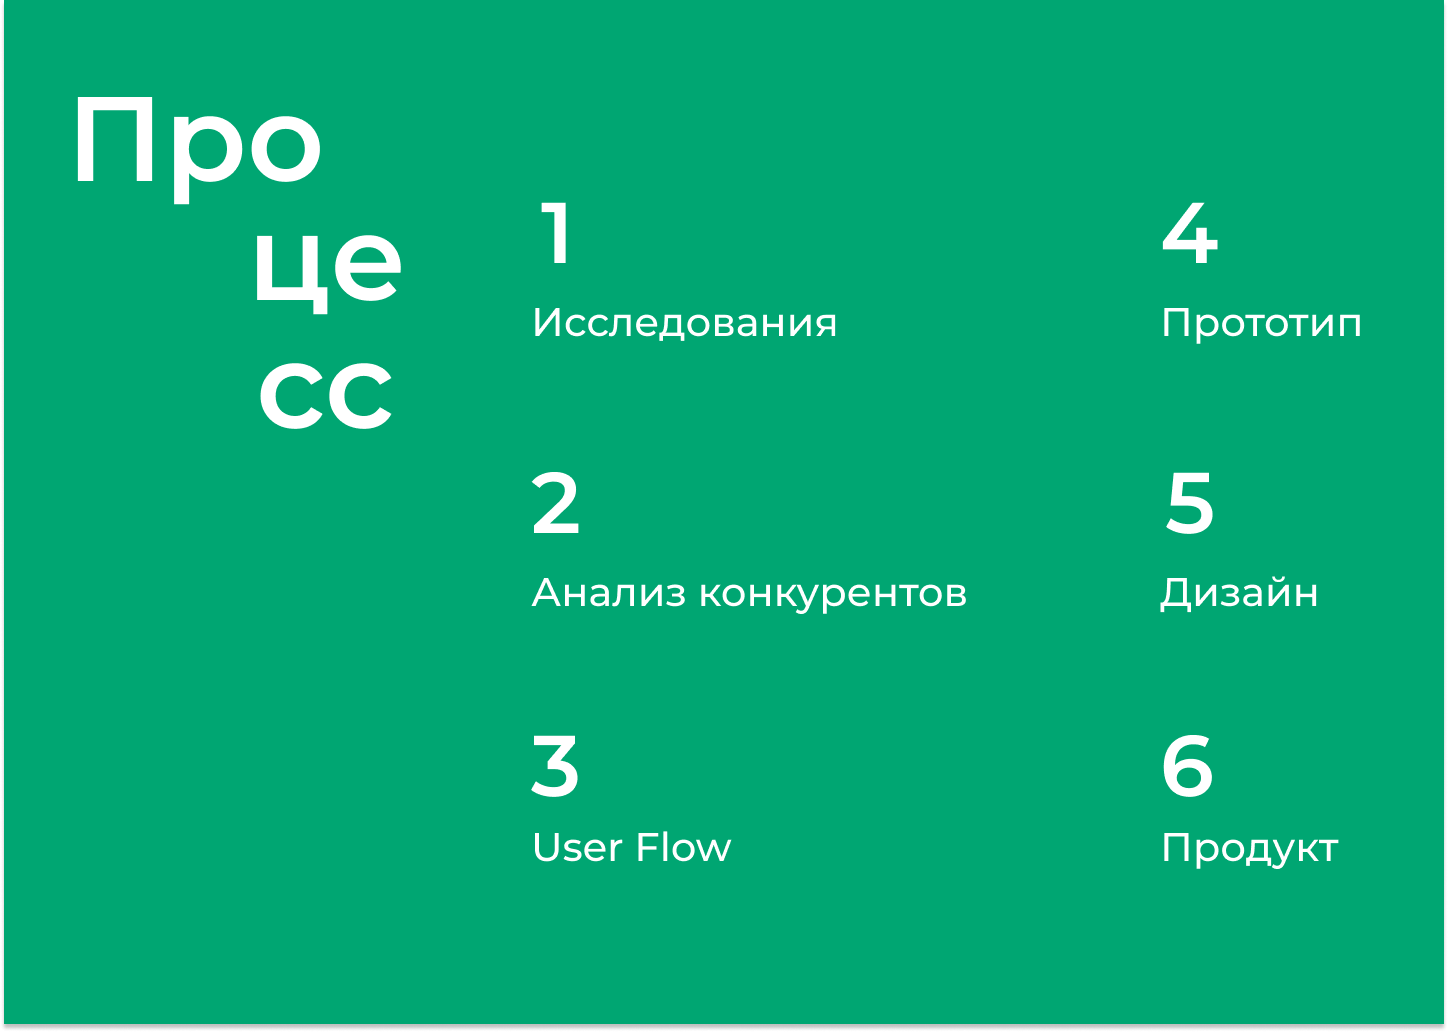 Про
це
сс
1
Исследования
2
Анализ конкурентов
3
User Flow
4
Прототип
5
Дизайн
6
Продукт